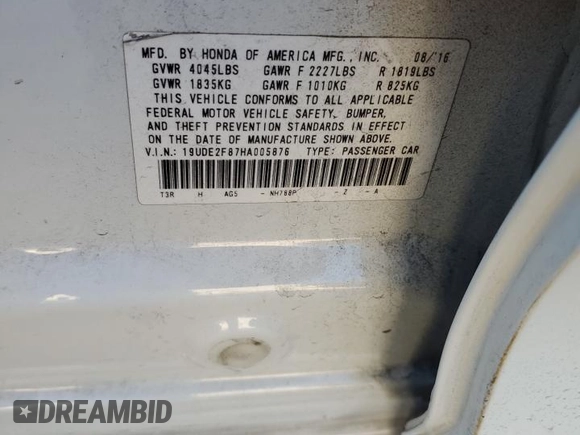 MFD. BY HONDA OF AMERICA MFG., INC. 08/'16
GVWR 4045LBS GAWR F 2227LBS R 1819LBS
GVWR 1835KG GAWR F 1010KG R 825KG
THIS VEHICLE CONFORMS TO ALL APPLICABLE
FEDERAL MOTOR VEHICLE SAFETY, BUMPER,
AND THEFT PREVENTION STANDARDS IN EFFECT
ON THE DATE OF MANUFACTURE SHOWN ABOVE.
V.I.N.: 19UDE2F87HA005876 TYPE: PASSENGER CAR
T3R H AG5 - NH788P - Z - A
DREAMBID